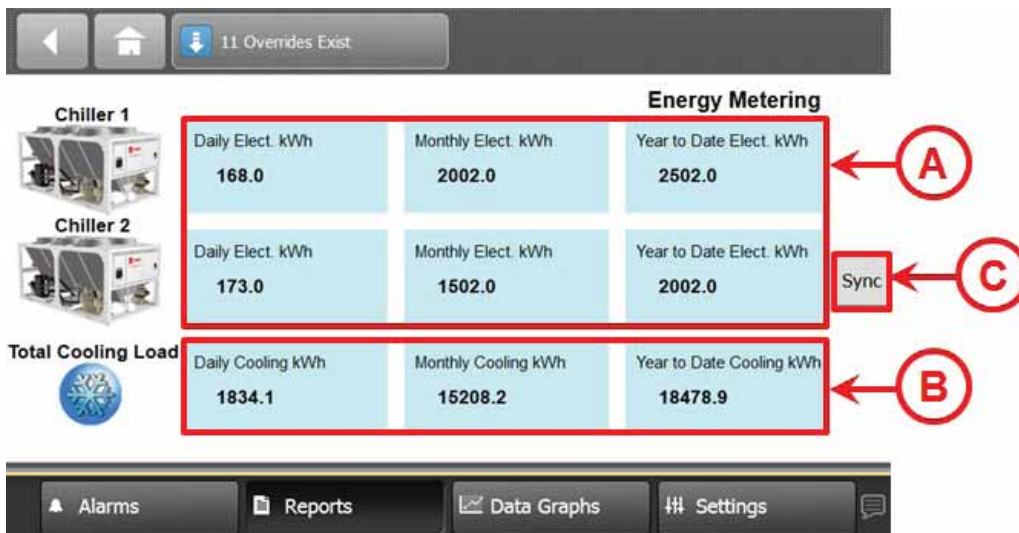 11 Overrides Exist
Energy Metering
Chiller 1
Daily Elect. kWh
Monthly Elect. kWh
Year to Date Elect. kWh
168.0
2002.0
2502.0
A
Chiller 2
Daily Elect. kWh
Monthly Elect. kWh
Year to Date Elect. kWh
173.0
1502.0
2002.0
Sync
C
Total Cooling Load
Daily Cooling kWh
Monthly Cooling kWh
Year to Date Cooling kWh
1834.1
15208.2
18478.9
B
Alarms
Reports
Data Graphs
Settings